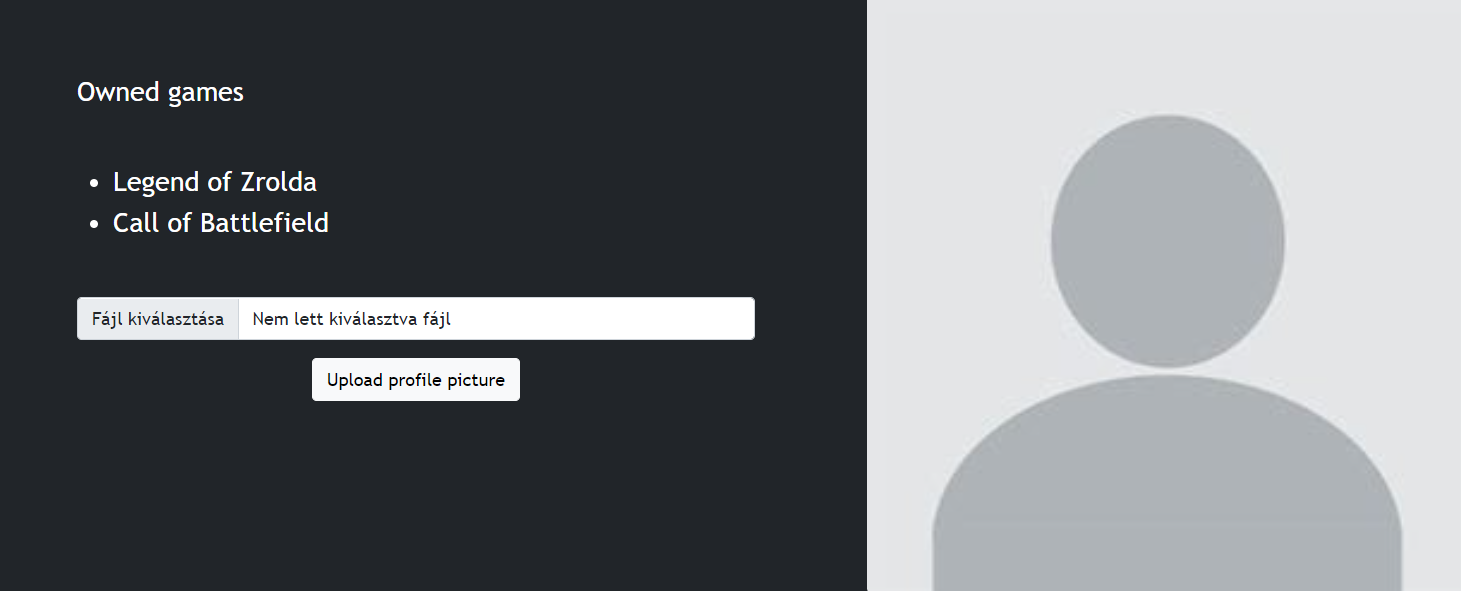 Owned games
Legend of Zrolda
Call of Battlefield
Fájl kiválasztása Nem lett kiválasztva fájl
Upload profile picture